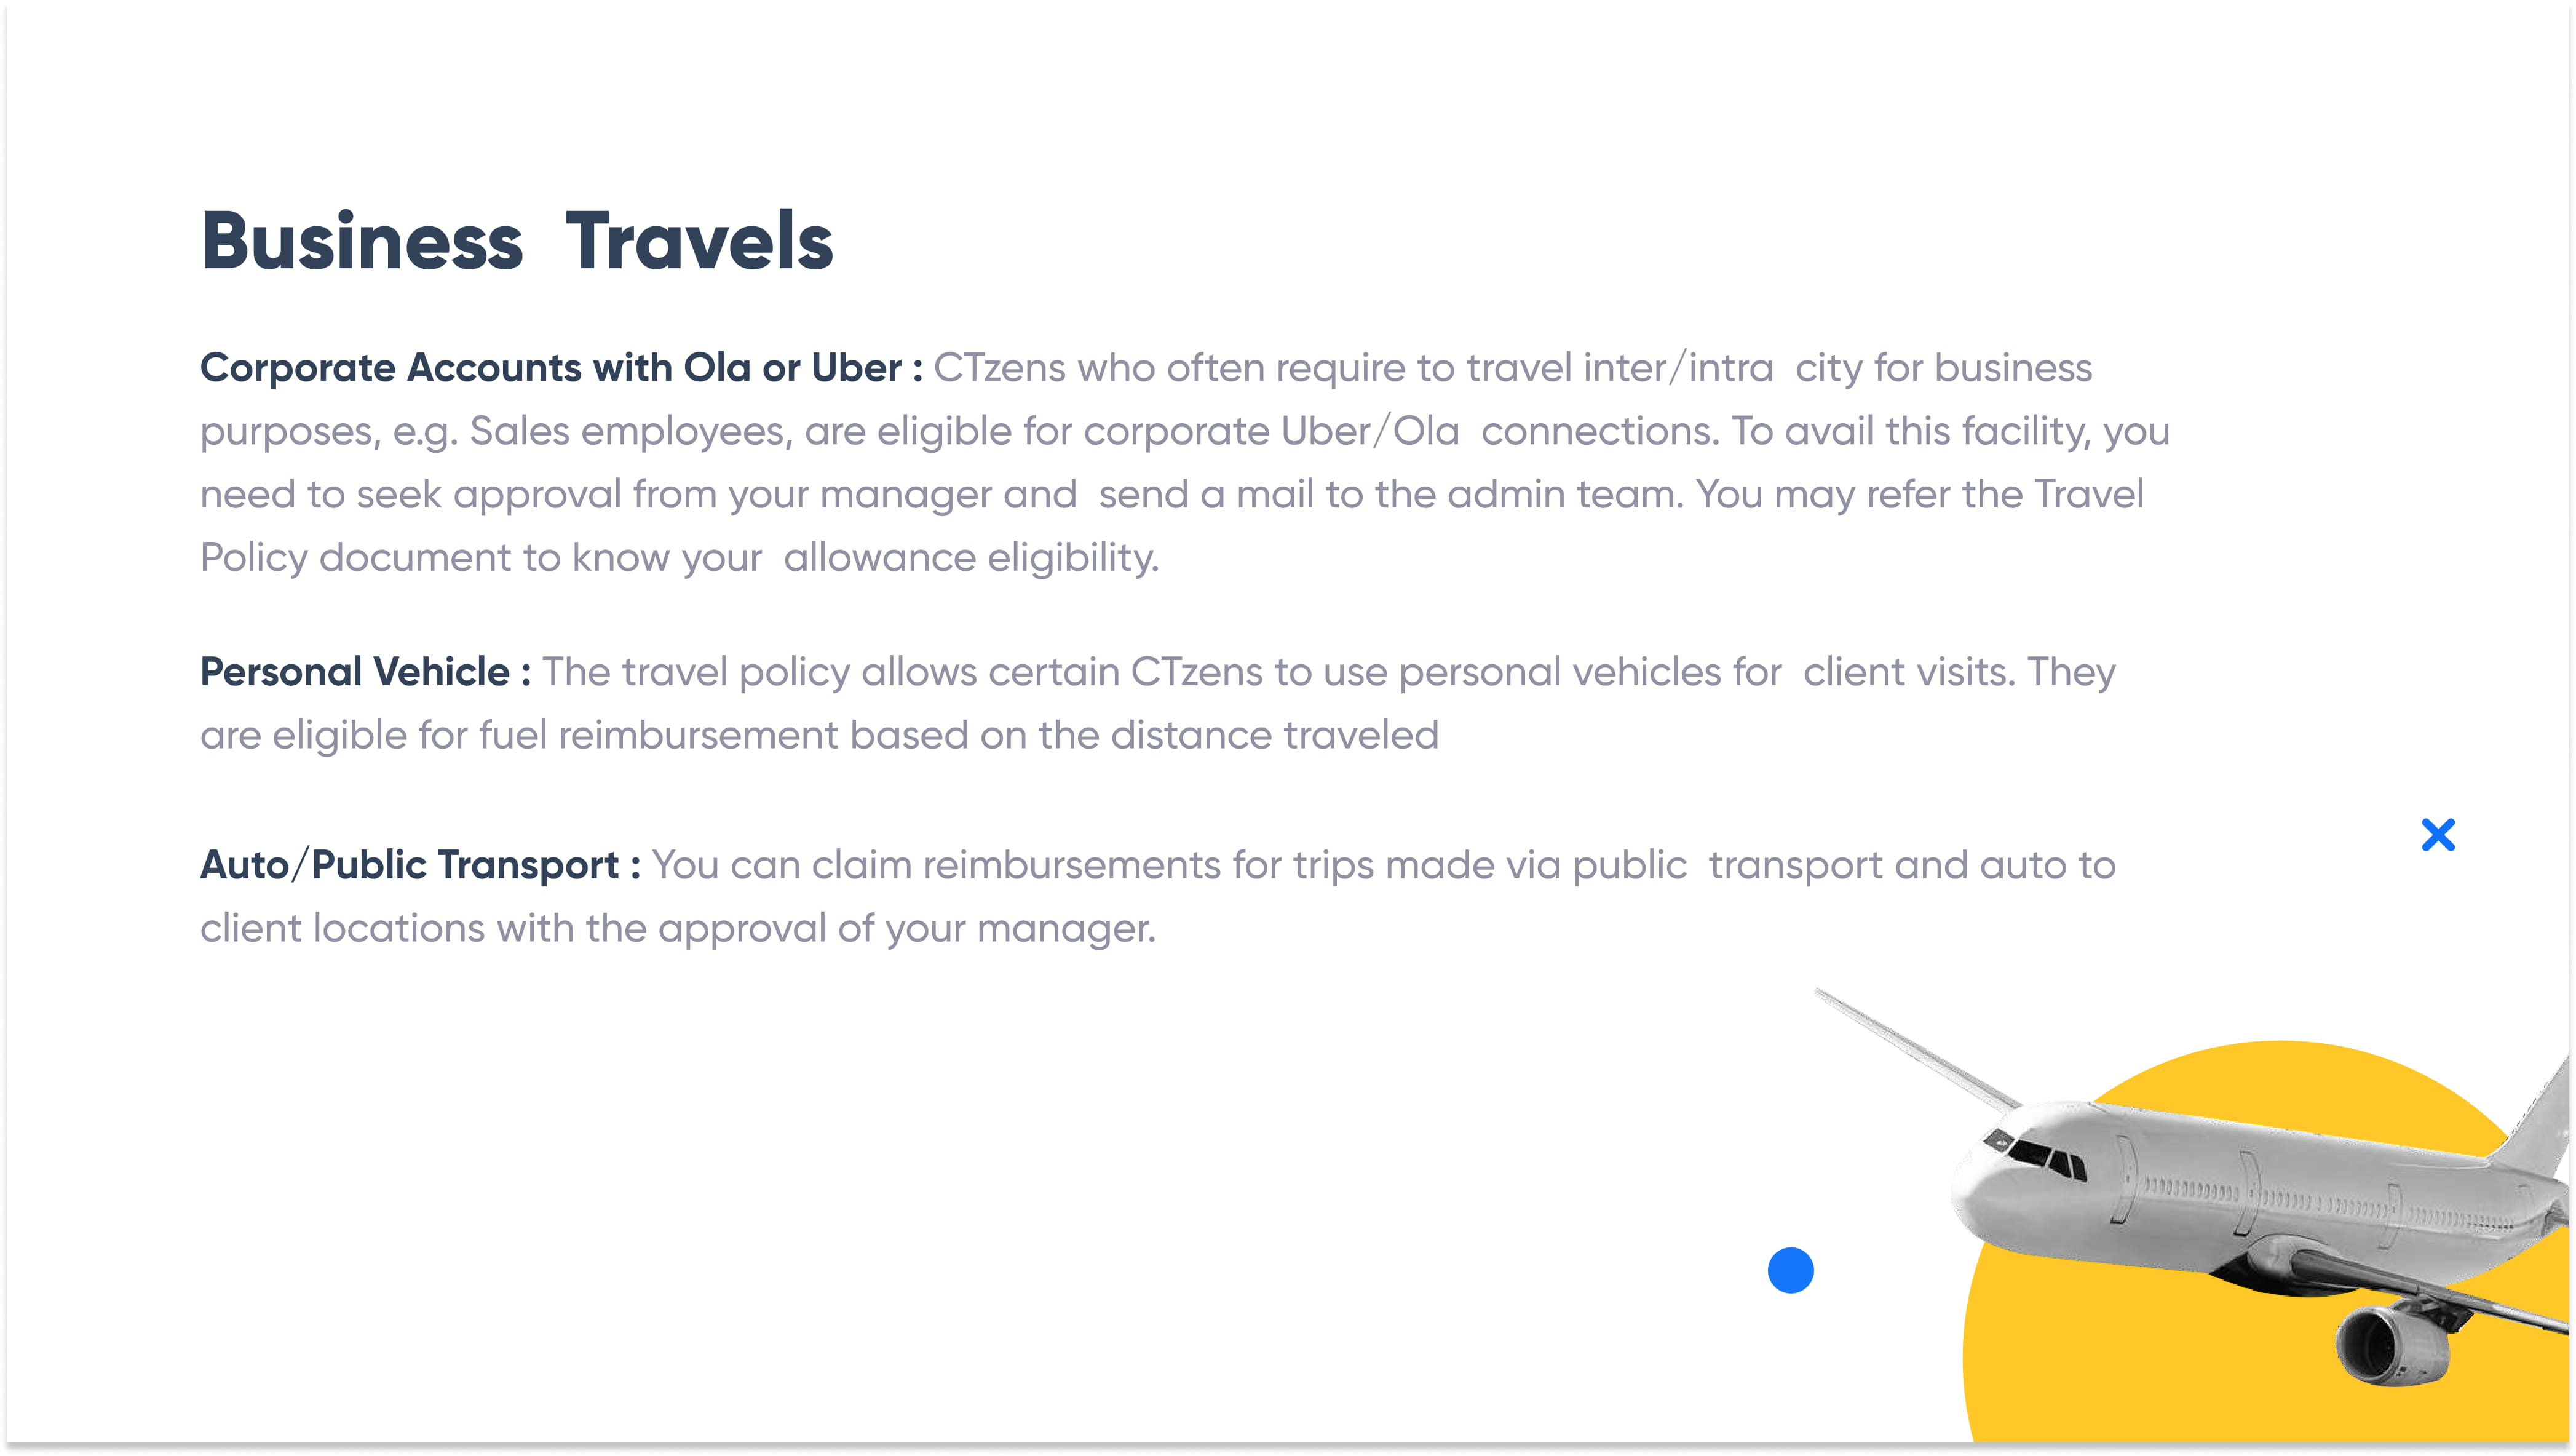 Business  Travels
Corporate Accounts with Ola or Uber : CTzens who often require to travel inter/intra  city for business
purposes, e.g. Sales employees, are eligible for corporate Uber/Ola  connections. To avail this facility, you
need to seek approval from your manager and  send a mail to the admin team. You may refer the Travel
Policy document to know your  allowance eligibility.
Personal Vehicle : The travel policy allows certain CTzens to use personal vehicles for  client visits. They
are eligible for fuel reimbursement based on the distance traveled
Auto/Public Transport : You can claim reimbursements for trips made via public  transport and auto to
client locations with the approval of your manager.